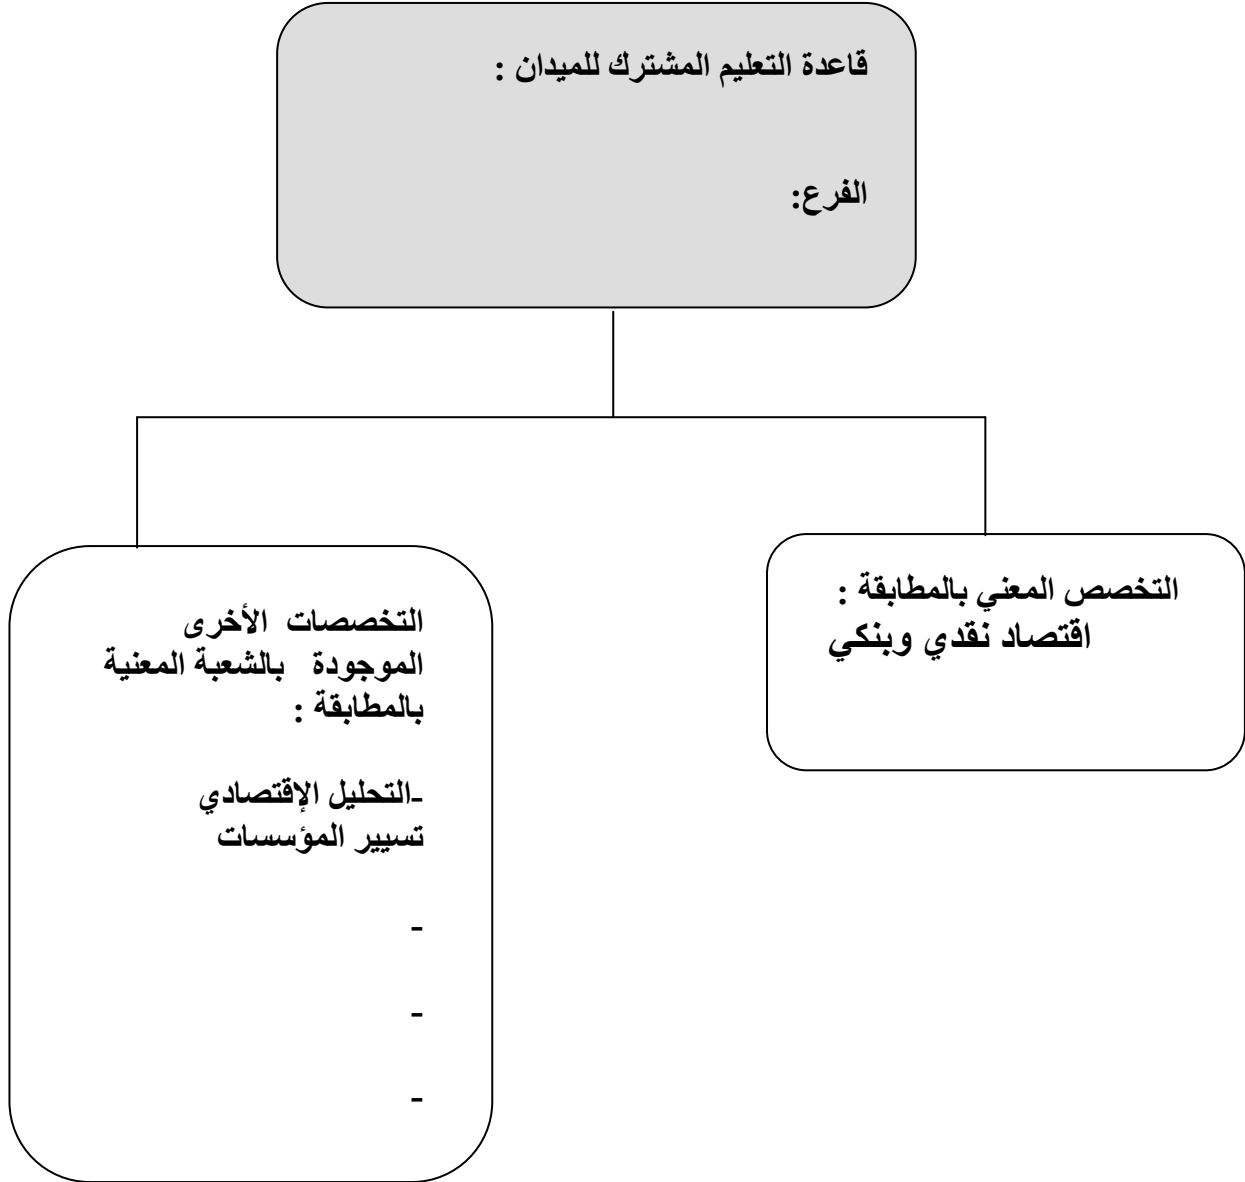 قاعدة التعليم المشترك للميدان :
الفرع:
التخصص المعني بالمطابقة :
اقتصاد نقدي وبنكي
التخصصات الأخرى
الموجودة بالشعبة المعنية
بالمطابقة :
-التحليل الإقتصادي
تسيير المؤسسات
-
-
-